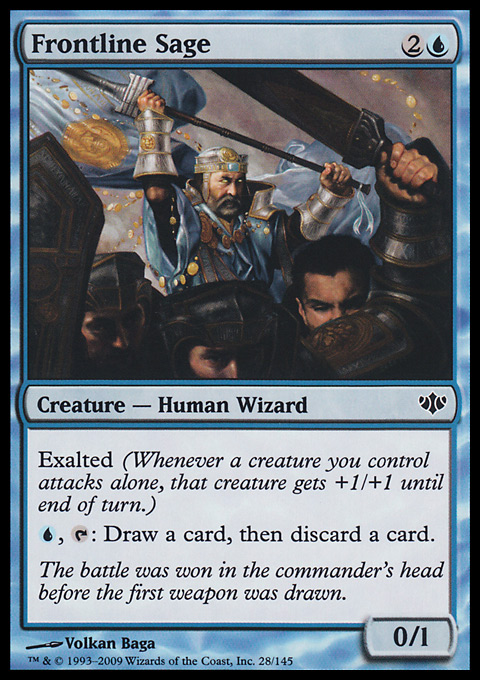 Frontline Sage 2
Creature — Human Wizard
Exalted (Whenever a creature you control
attacks alone, that creature gets +1/+1 until
end of turn.)
, : Draw a card, then discard a card.
The battle was won in the commander's head
before the first weapon was drawn.
Volkan Baga
0/1
™ & © 1993–2009 Wizards of the Coast, Inc. 28/145